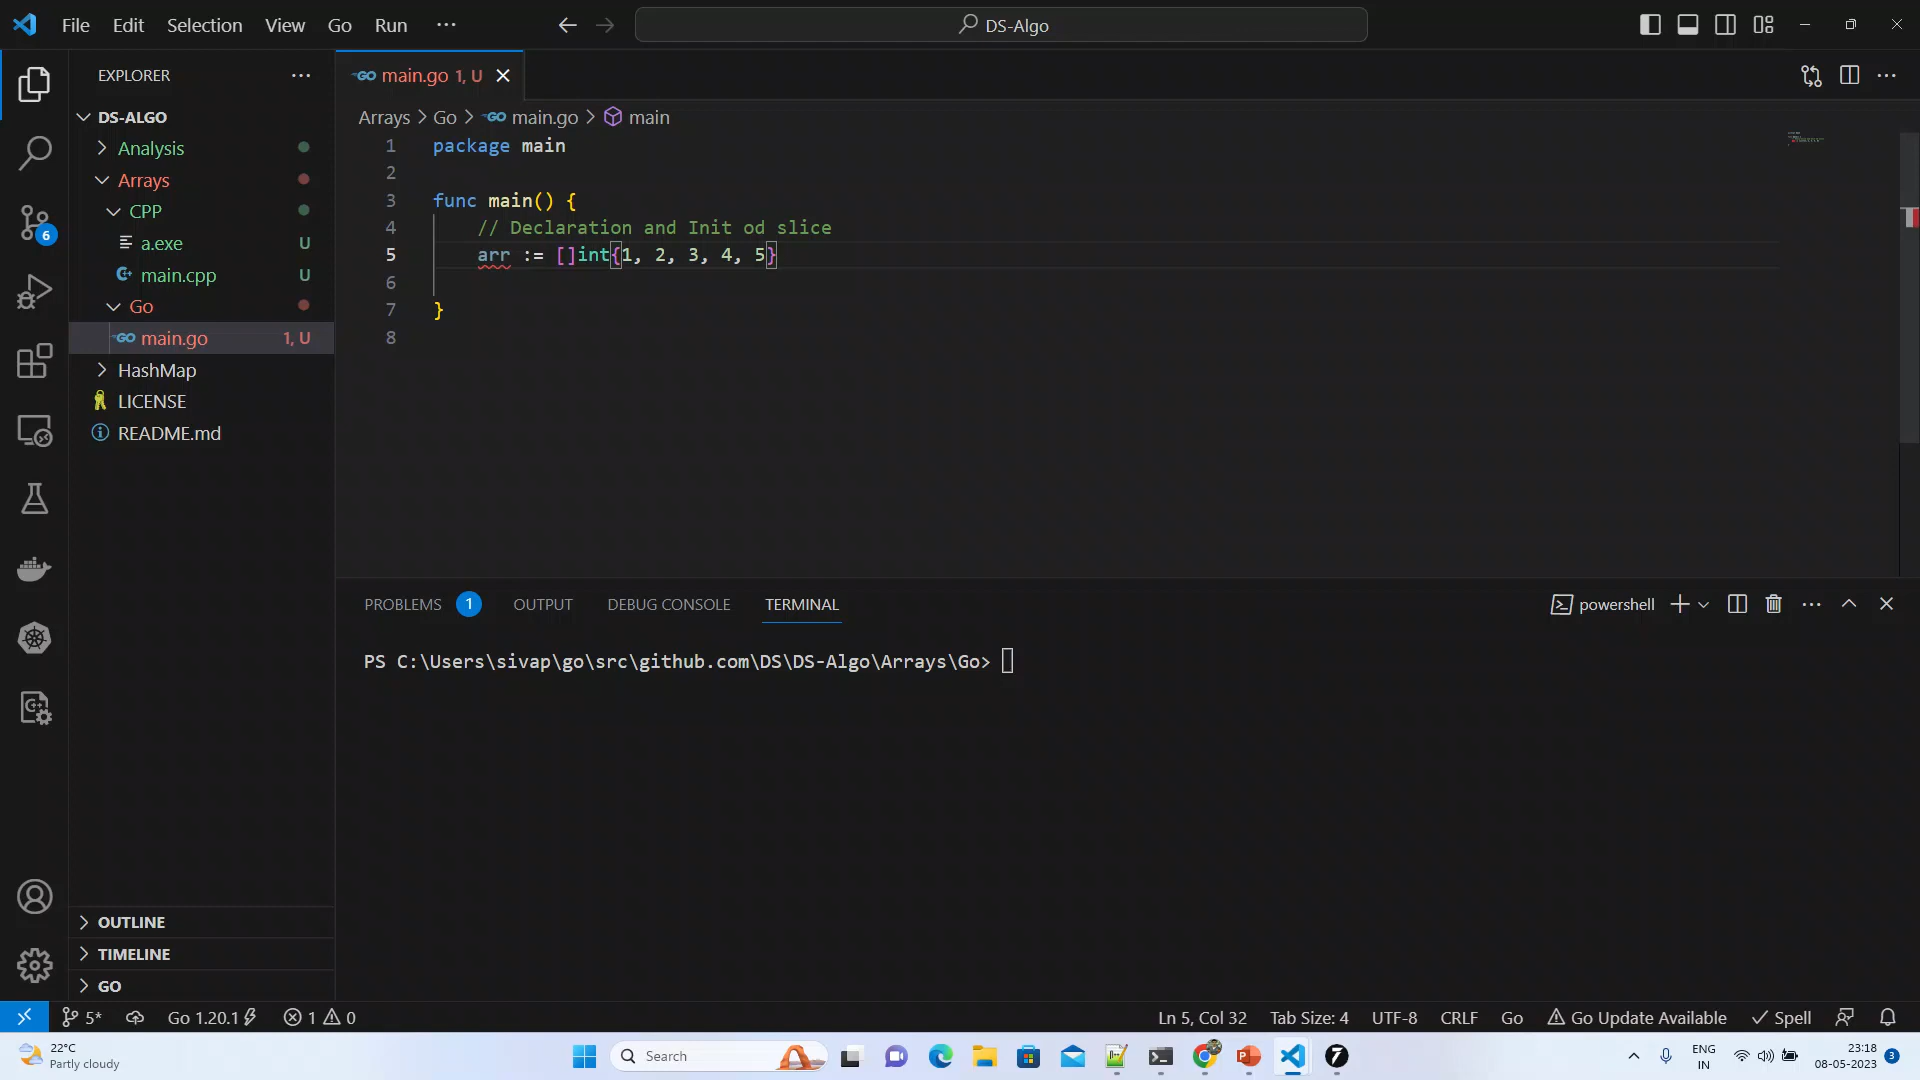 File Edit Selection View Go Run ··· DS-Algo
EXPLORER ···
GO main.go 1, U
DS-ALGO
Arrays > Go > GO main.go > main
Analysis
Arrays
CPP
a.exe U
main.cpp U
Go
GO main.go 1, U
HashMap
LICENSE
README.md
1 package main
2
3 func main() {
4 // Declaration and Init od slice
5 arr := []int{1, 2, 3, 4, 5}
6
7 }
8
PROBLEMS 1 OUTPUT DEBUG CONSOLE TERMINAL powershell
PS C:\Users\sivap\go\src\github.com\DS\DS-Algo\Arrays\Go>
6
OUTLINE
TIMELINE
GO
5* Go 1.20.1 1 0 Ln 5, Col 32 Tab Size: 4 UTF-8 CRLF Go Go Update Available Spell
22°C
Partly cloudy
Search
ENG
IN
23:18
08-05-2023
3